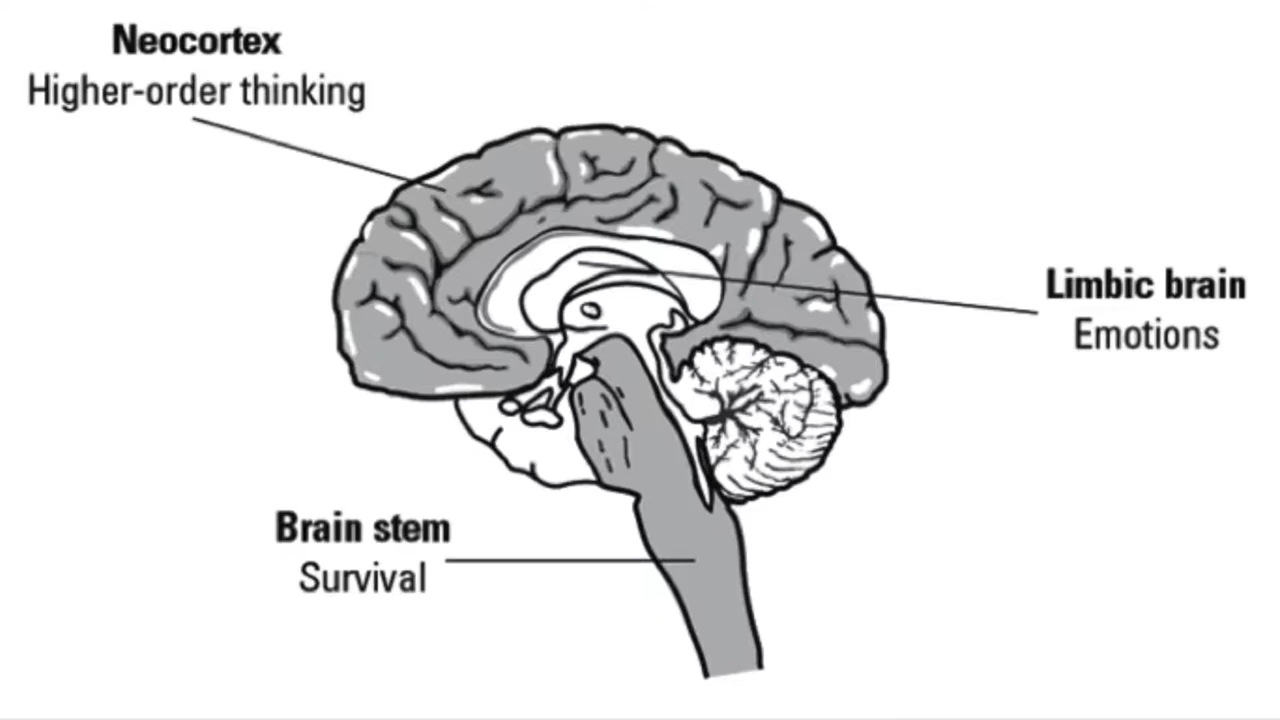 Neocortex
Higher-order thinking
Limbic brain
Emotions
Brain stem
Survival